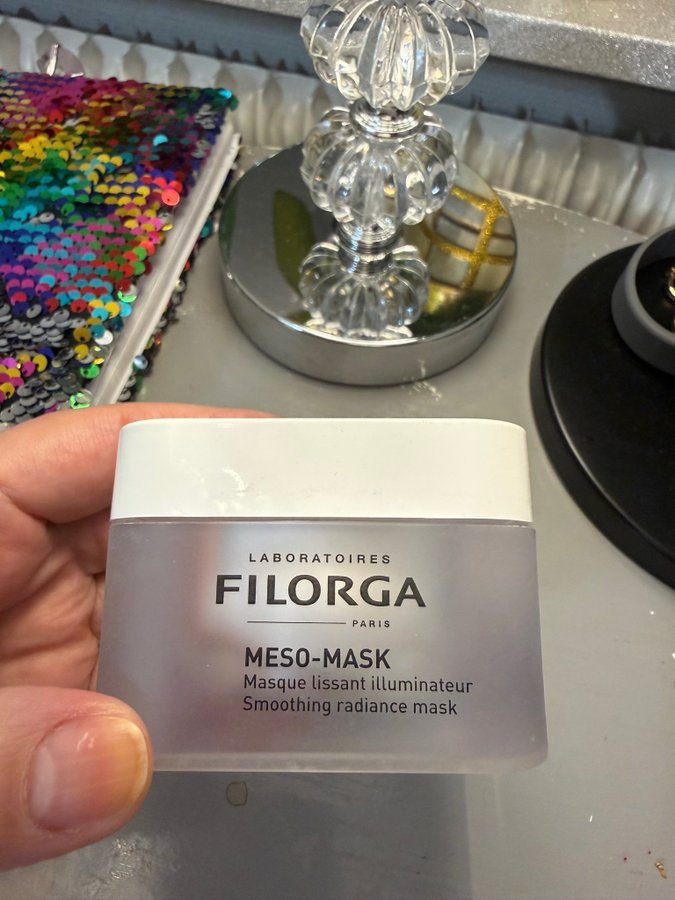 LABORATOIRES
FILORGA
PARIS
MESO-MASK
Masque lissant illuminateur
Smoothing radiance mask